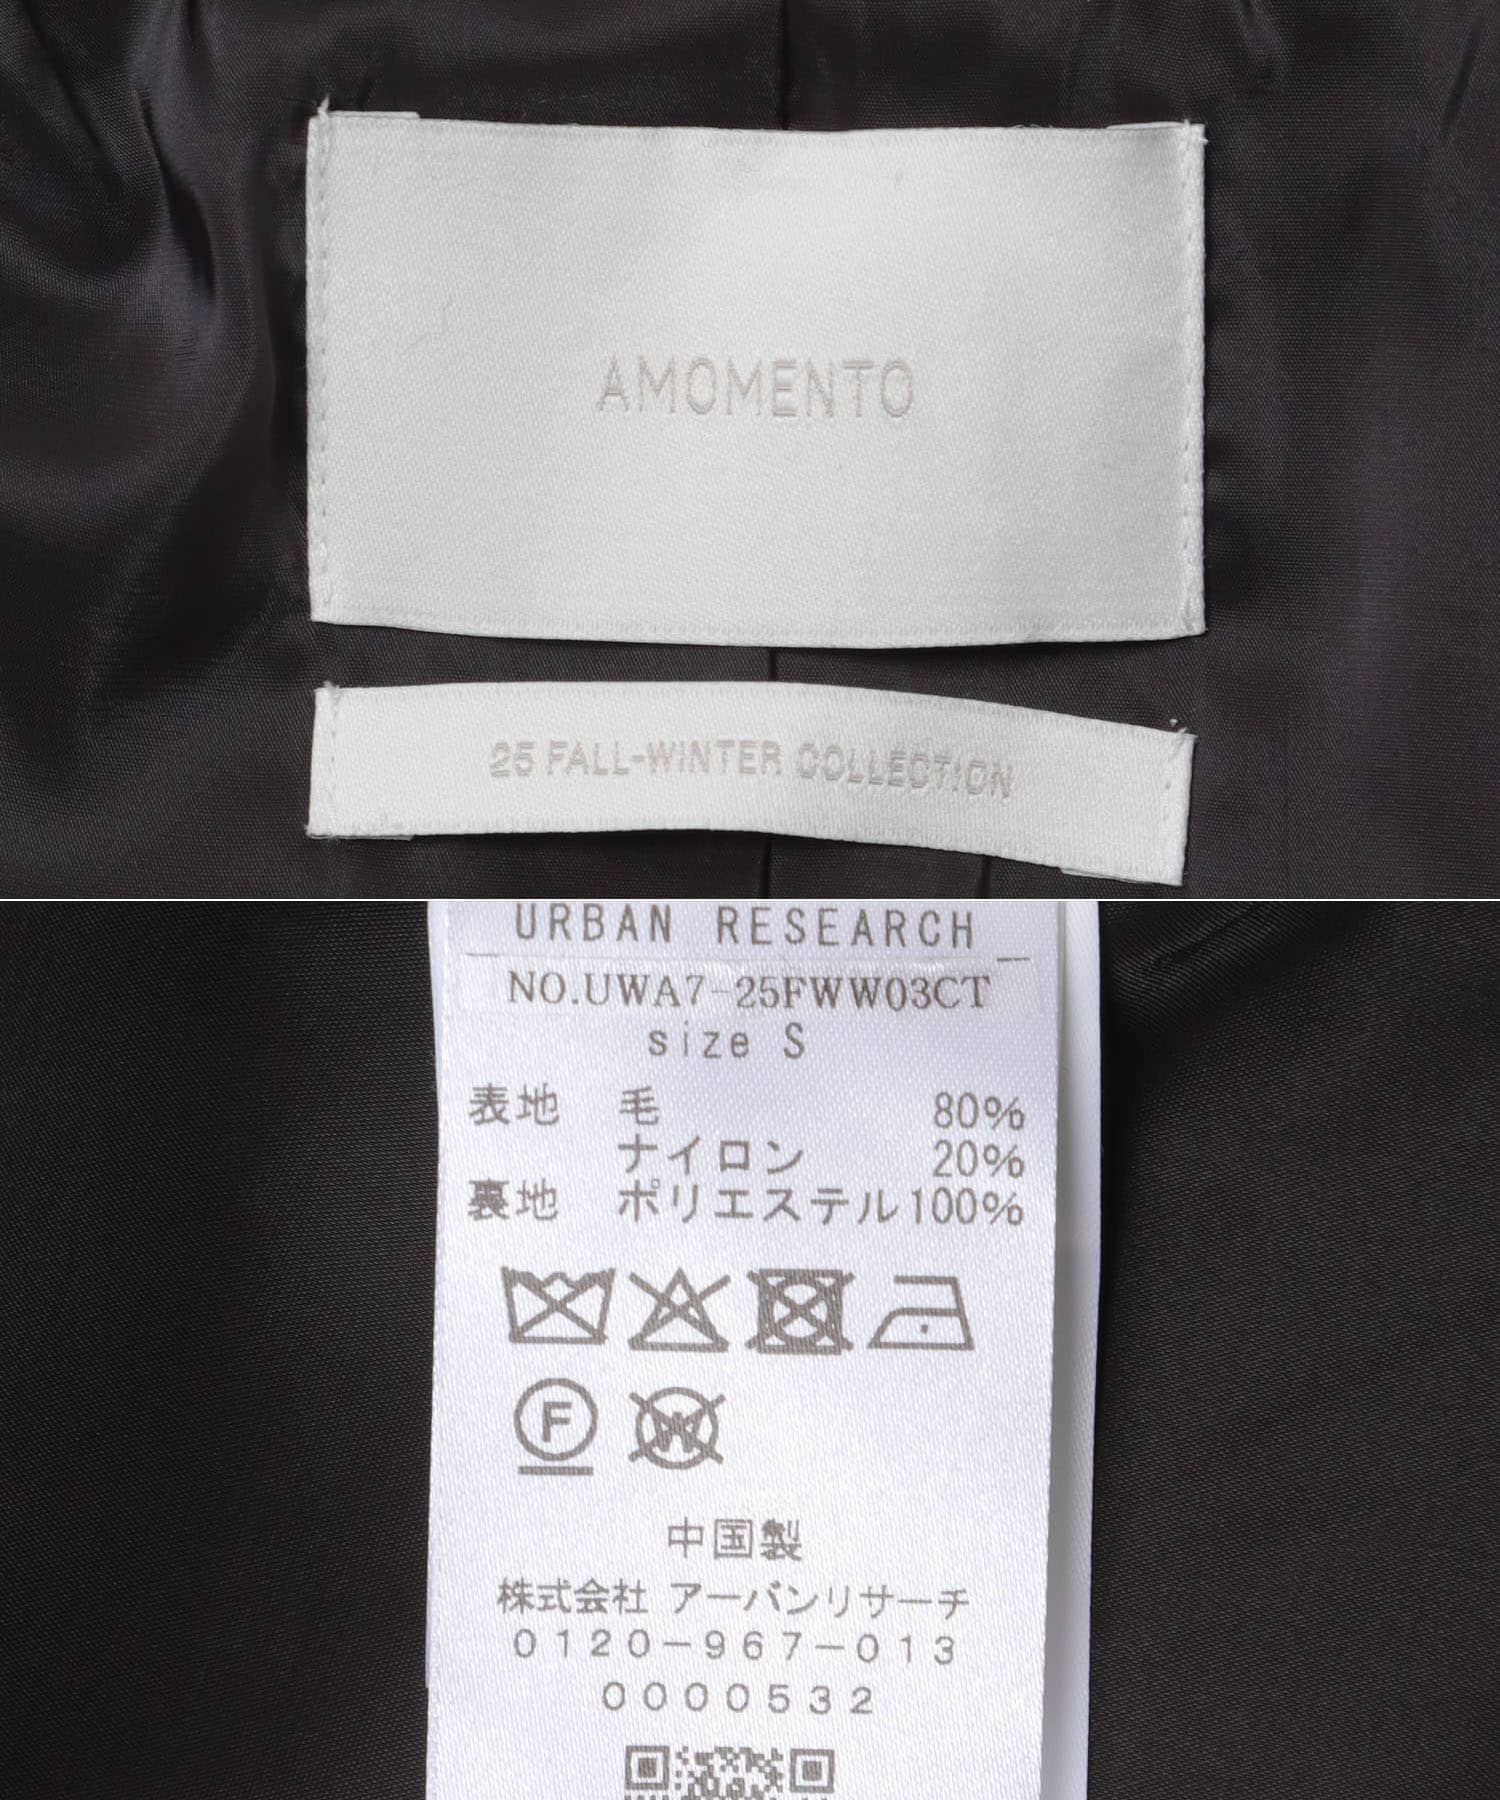 AMOMENTO
25 FALL-WINTER COLLECTION
URBAN RESEARCH
NO.UWA7-25FWW03CT
size S
表地 毛 80%
ナイロン 20%
裏地 ポリエステル100%
F
W
中国製
株式会社 アーバンリサーチ
0120-967-013
0000532